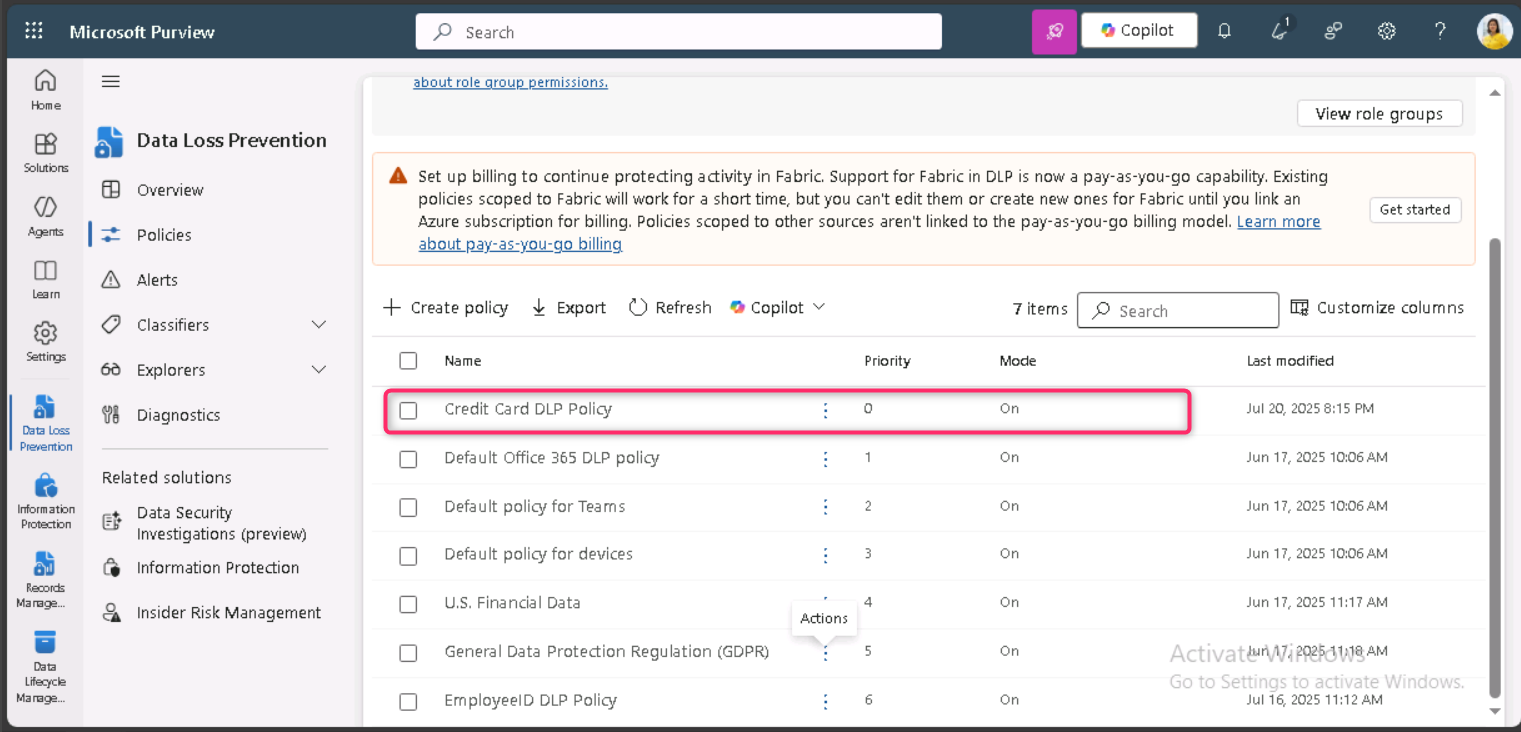 Microsoft Purview
Search
Copilot
1
Home
Solutions
Agents
Learn
Settings
Data Loss
Prevention
Information
Protection
Records
Manage...
Data
Lifecycle
Manage...
Data Loss Prevention
Overview
Policies
Alerts
Classifiers
Explorers
Diagnostics
Related solutions
Data Security
Investigations (preview)
Information Protection
Insider Risk Management
about role group permissions.
View role groups
Set up billing to continue protecting activity in Fabric. Support for Fabric in DLP is now a pay-as-you-go capability. Existing
policies scoped to Fabric will work for a short time, but you can't edit them or create new ones for Fabric until you link an
Azure subscription for billing. Policies scoped to other sources aren't linked to the pay-as-you-go billing model. Learn more
about pay-as-you-go billing
Get started
Create policy Export Refresh Copilot 7 items Search Customize columns
Name Priority Mode Last modified
Credit Card DLP Policy 0 On Jul 20, 2025 8:15 PM
Default Office 365 DLP policy 1 On Jun 17, 2025 10:06 AM
Default policy for Teams 2 On Jun 17, 2025 10:06 AM
Default policy for devices 3 On Jun 17, 2025 10:06 AM
U.S. Financial Data 4 On Jun 17, 2025 11:17 AM
Actions
General Data Protection Regulation (GDPR) 5 On Jun 17, 2025 11:18 AM
EmployeeID DLP Policy 6 On Jul 16, 2025 11:12 AM
Activate Windows
Go to Settings to activate Windows.